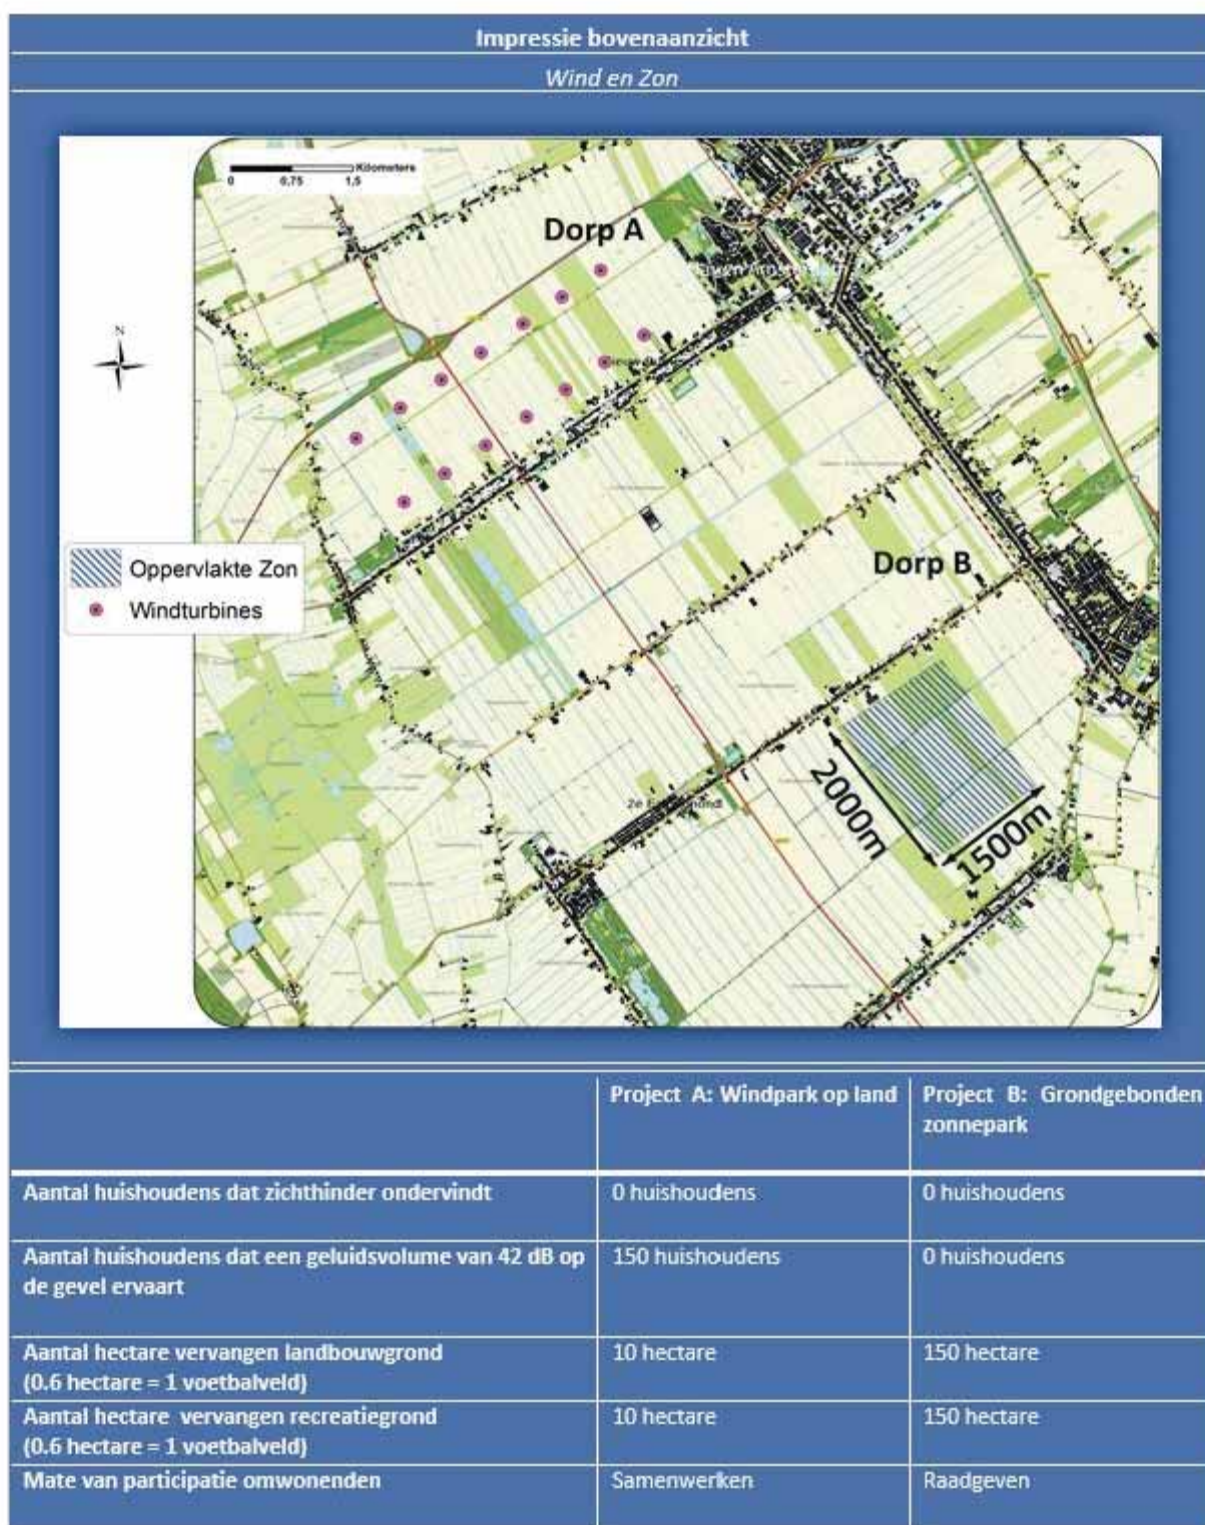 Impressie bovenaanzicht
Wind en Zon
Kilometers
0 0,75 1,5
Dorp A
N
Dorp B
Oppervlakte Zon
Windturbines
2000m
1500m
Project A: Windpark op land
Project B: Grondgebonden
zonnepark
Aantal huishoudens dat zichthinder ondervindt
0 huishoudens
0 huishoudens
Aantal huishoudens dat een geluidsvolume van 42 dB op
de gevel ervaart
150 huishoudens
0 huishoudens
Aantal hectare vervangen landbouwgrond
(0.6 hectare = 1 voetbalveld)
10 hectare
150 hectare
Aantal hectare vervangen recreatiegrond
(0.6 hectare = 1 voetbalveld)
10 hectare
150 hectare
Mate van participatie omwonenden
Samenwerken
Raadgeven